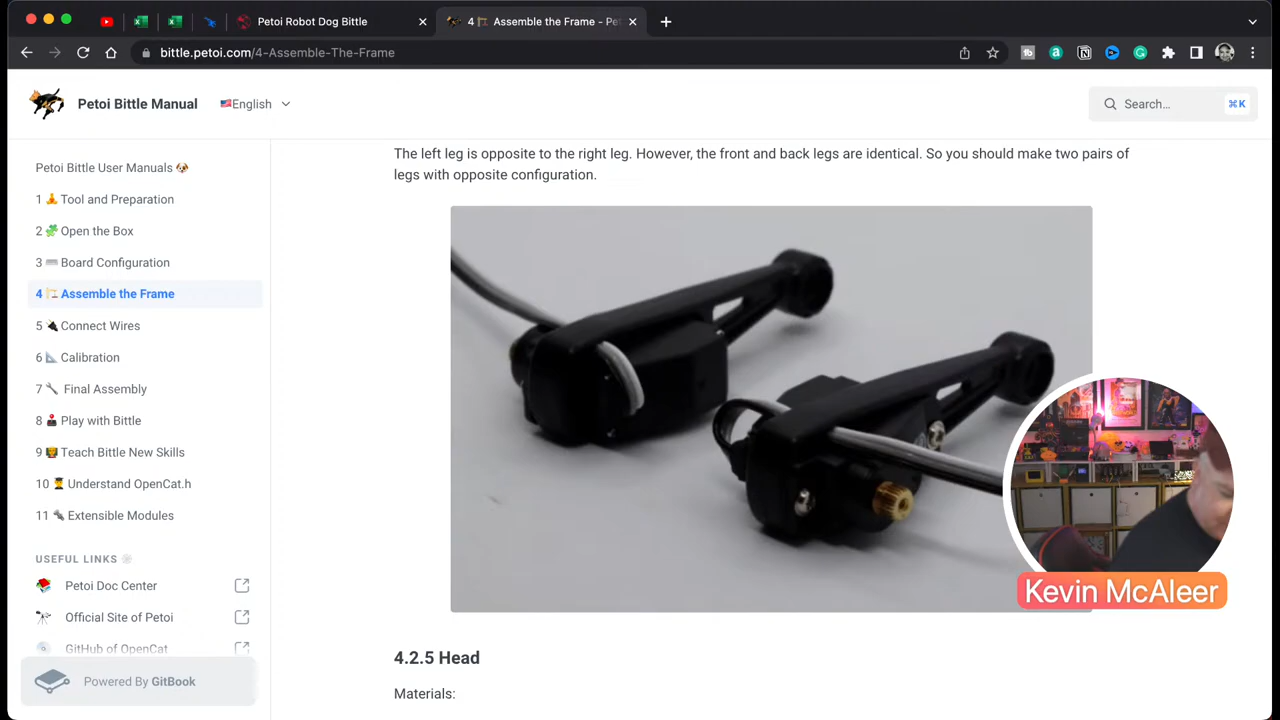 Petoi Robot Dog Bittle
4 Assemble the Frame - Pet
bittle.petoi.com/4-Assemble-The-Frame
Petoi Bittle Manual
English
Search...
⌘K
Petoi Bittle User Manuals
1 Tool and Preparation
2 Open the Box
3 Board Configuration
4 Assemble the Frame
5 Connect Wires
6 Calibration
7 Final Assembly
8 Play with Bittle
9 Teach Bittle New Skills
10 Understand OpenCat.h
11 Extensible Modules
USEFUL LINKS
Petoi Doc Center
Official Site of Petoi
GitHub of OpenCat
Powered By GitBook
The left leg is opposite to the right leg. However, the front and back legs are identical. So you should make two pairs of
legs with opposite configuration.
Kevin McAleer
4.2.5 Head
Materials: